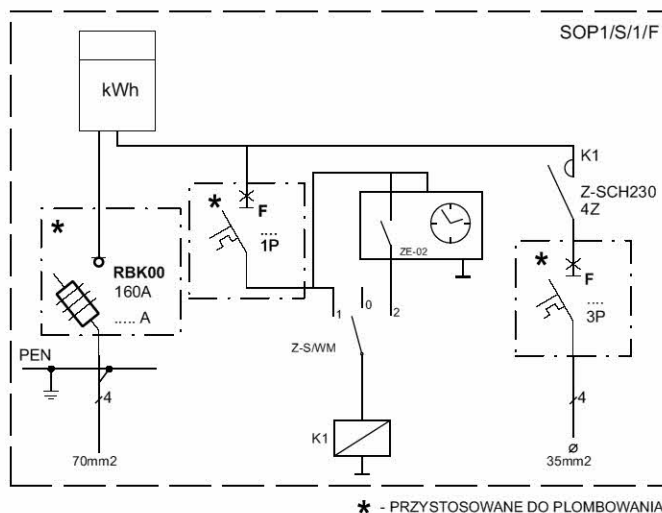 SOP1/S/1/F
kWh
K1
Z-SCH230
4Z
*
F
....
1P
ZE-02
*
RBK00
160A
..... A
*
F
....
3P
1
0
2
Z-S/WM
PEN
4
K1
4
70mm2
35mm2
* - PRZYSTOSOWANE DO PLOMBOWANIA